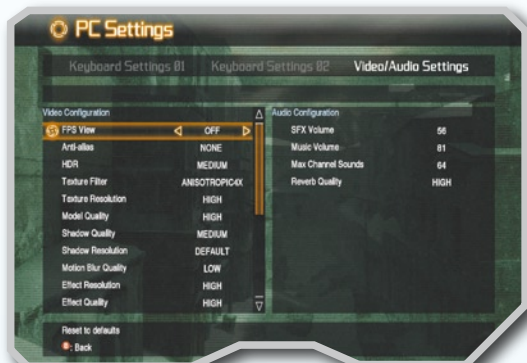 PC Settings
Keyboard Settings 01 Keyboard Settings 02 Video/Audio Settings
Video Configuration
FPS View OFF
Anti-alias NONE
HDR MEDIUM
Texture Filter ANISOTROPIC4X
Texture Resolution HIGH
Model Quality HIGH
Shadow Quality MEDIUM
Shadow Resolution DEFAULT
Motion Blur Quality LOW
Effect Resolution HIGH
Effect Quality HIGH
Audio Configuration
SFX Volume 56
Music Volume 81
Max Channel Sounds 64
Reverb Quality HIGH
Reset to defaults
B: Back